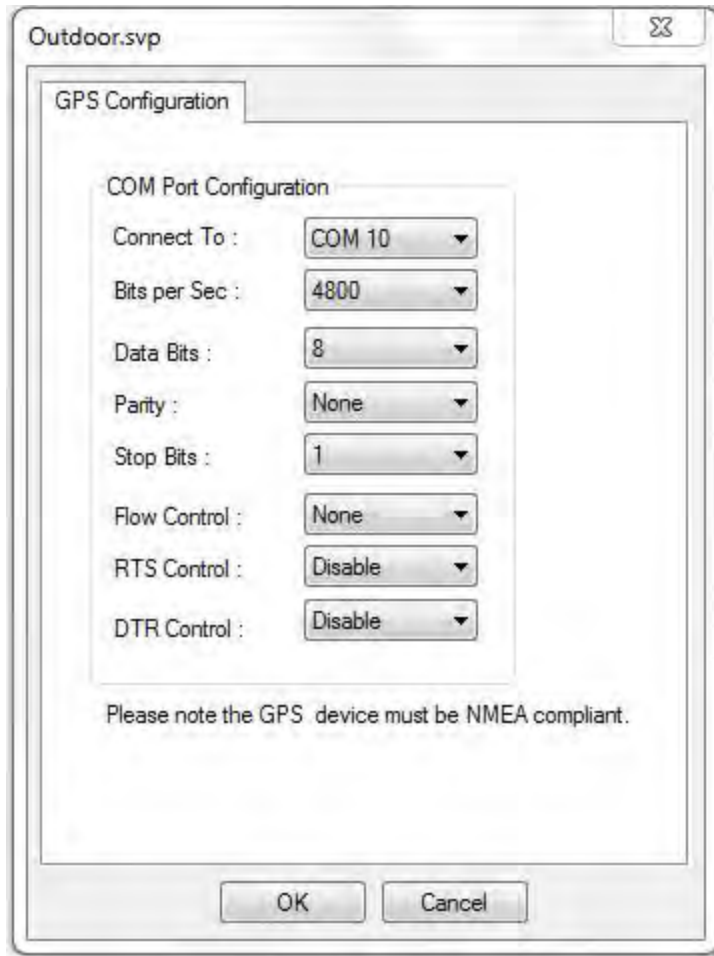 Outdoor.svp
GPS Configuration
COM Port Configuration
Connect To : COM 10
Bits per Sec : 4800
Data Bits : 8
Parity : None
Stop Bits : 1
Flow Control : None
RTS Control : Disable
DTR Control : Disable
Please note the GPS device must be NMEA compliant.
OK Cancel